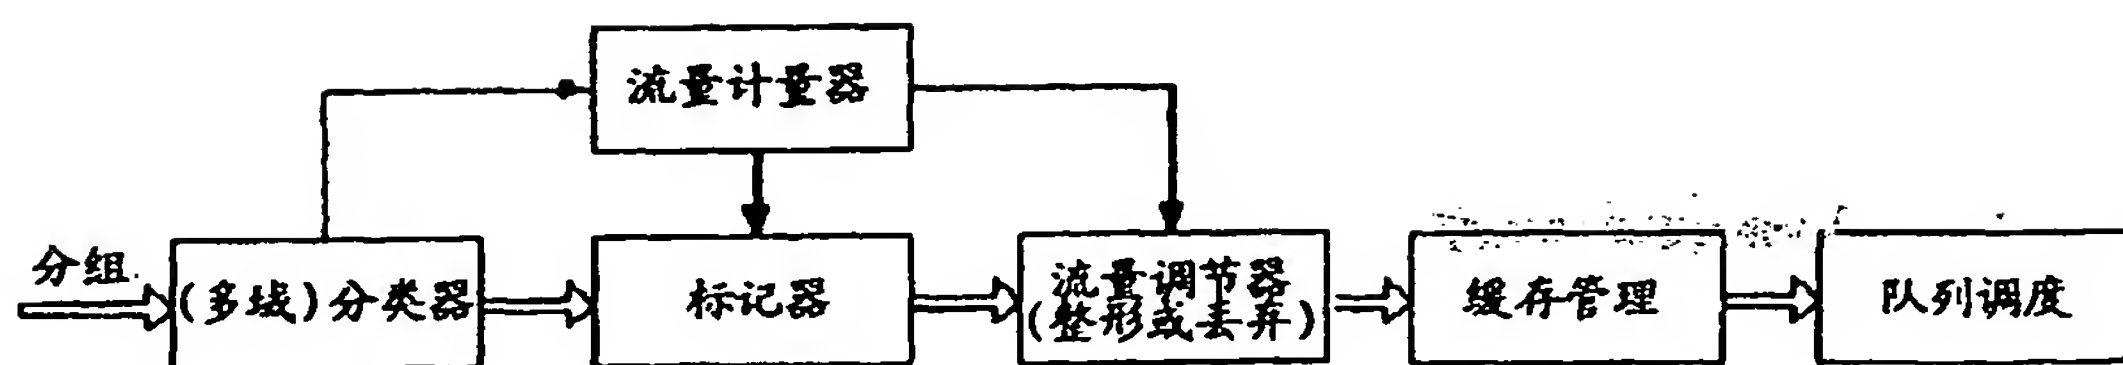 流量计量器
分组
(多域)分类器
标记器
流量调节器
(整形或丢弃)
缓存管理
队列调度